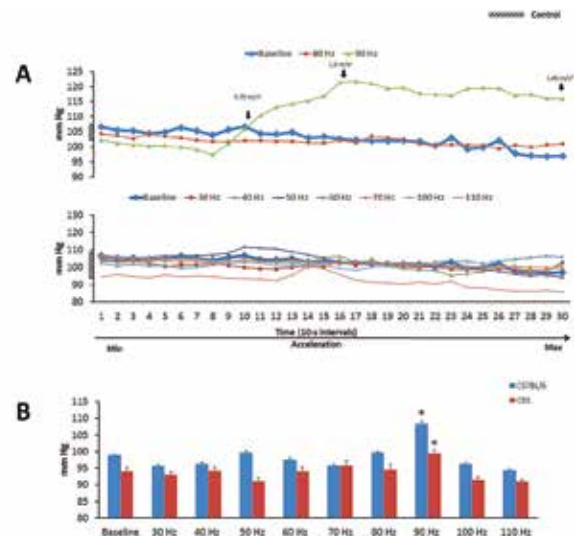 Control
A
Baseline 80 Hz 90 Hz
mm Hg
125
120
115
110
105
100
95
90
Baseline 30 Hz 40 Hz 50 Hz 60 Hz 70 Hz 100 Hz 110 Hz
mm Hg
130
120
110
100
90
80
1 2 3 4 5 6 7 8 9 10 11 12 13 14 15 16 17 18 19 20 21 22 23 24 25 26 27 28 29 30
Time (10-s intervals)
Acceleration
Min Max
B
C57BL/6
mm Hg
115
110
105
100
95
90
85
80
* *
Baseline 30 Hz 40 Hz 50 Hz 60 Hz 70 Hz 80 Hz 90 Hz 100 Hz 110 Hz